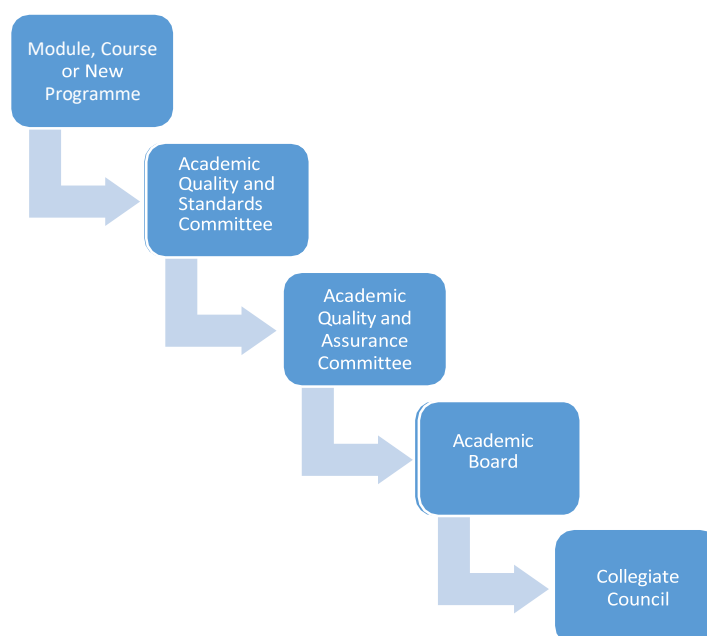 Module, Course
or New
Programme
Academic
Quality and
Standards
Committee
Academic
Quality and
Assurance
Committee
Academic
Board
Collegiate
Council